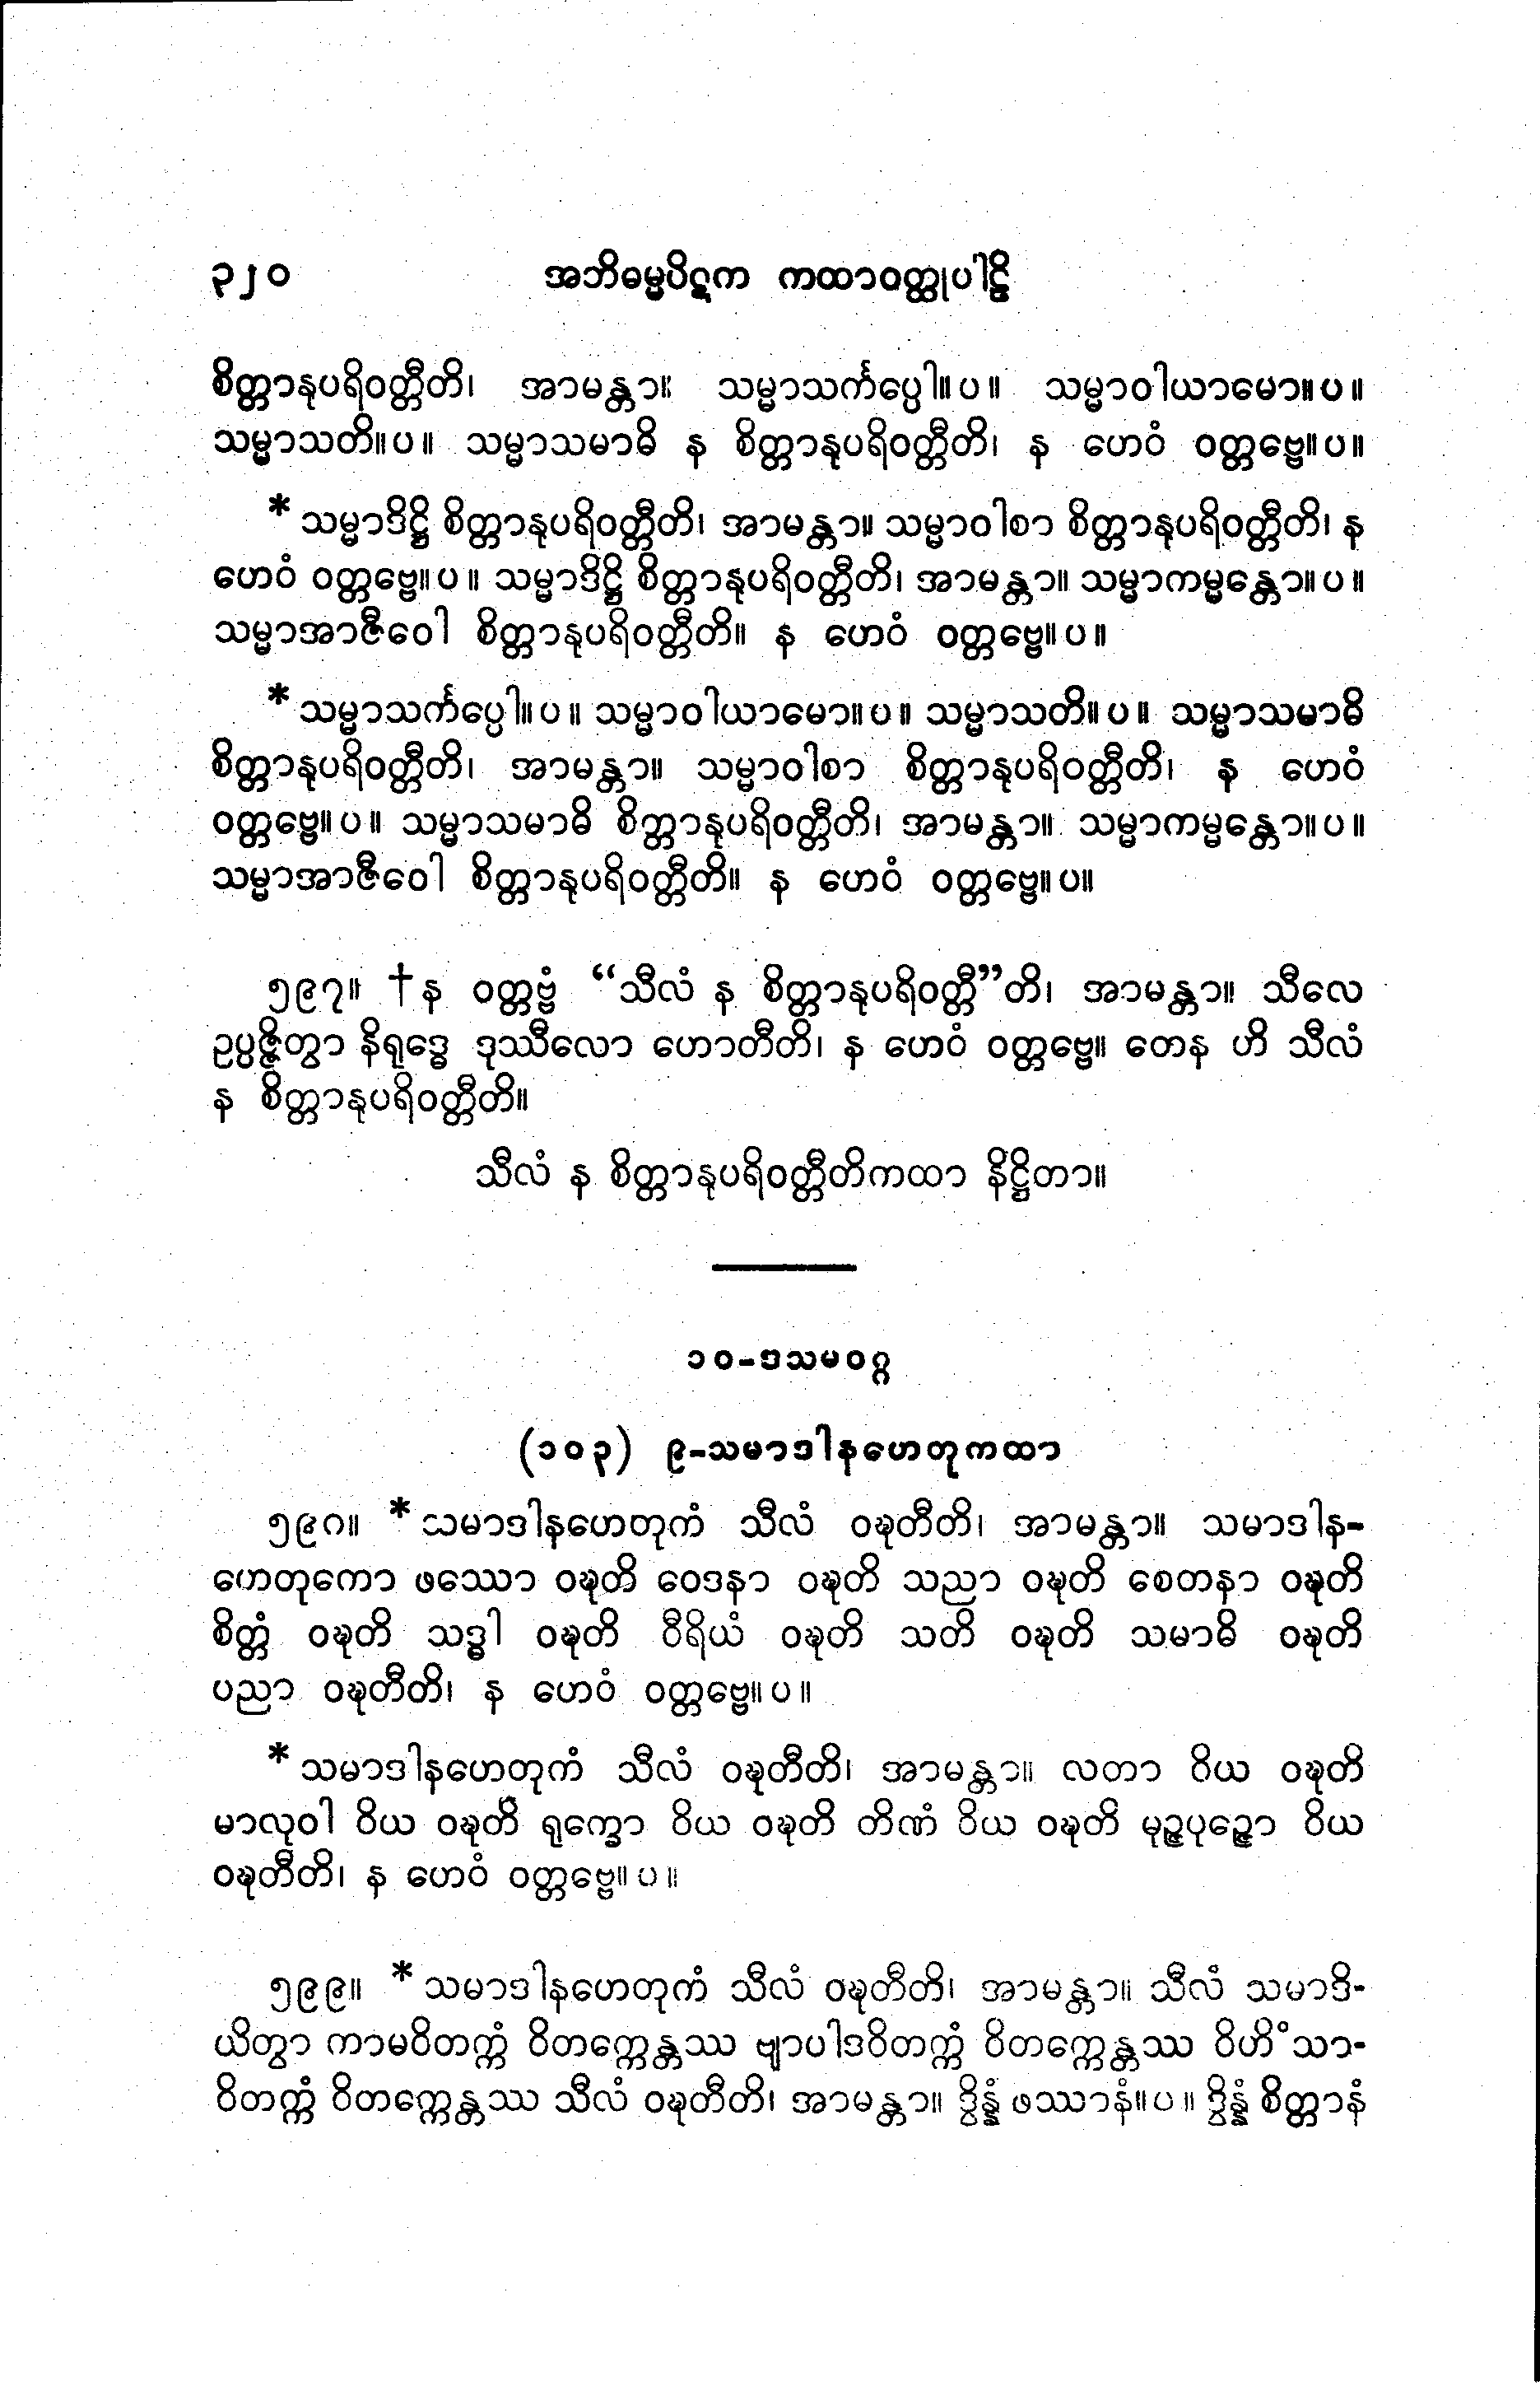 ၃၂၀ အဘိဓမ္မပိဋက ကထာဝတ္ထုပါဠိ
စိတ္တာနုပရိဝတ္တီတိ၊ အာမန္တာ။ သမ္မာသင်္ကပ္ပေါ။ပ။ သမ္မာဝါယာမော။ပ။
သမ္မာသတိ။ပ။ သမ္မာသမာဓိ န စိတ္တာနုပရိဝတ္တီတိ၊ န ဟေဝံ ဝတ္တဗ္ဗေ။ပ။
* သမ္မာဒိဋ္ဌိ စိတ္တာနုပရိဝတ္တီတိ၊ အာမန္တာ။ သမ္မာဝါစာ စိတ္တာနုပရိဝတ္တီတိ၊ န
ဟေဝံ ဝတ္တဗ္ဗေ။ပ။ သမ္မာဒိဋ္ဌိ စိတ္တာနုပရိဝတ္တီတိ၊ အာမန္တာ။ သမ္မာကမ္မန္တော။ပ။
သမ္မာအာဇီဝေါ စိတ္တာနုပရိဝတ္တီတိ။ န ဟေဝံ ဝတ္တဗ္ဗေ။ပ။
* သမ္မာသင်္ကပ္ပေါ။ပ။ သမ္မာဝါယာမော။ပ။ သမ္မာသတိ။ပ။ သမ္မာသမာဓိ
စိတ္တာနုပရိဝတ္တီတိ၊ အာမန္တာ။ သမ္မာဝါစာ စိတ္တာနုပရိဝတ္တီတိ၊ န ဟေဝံ
ဝတ္တဗ္ဗေ။ပ။ သမ္မာသမာဓိ စိတ္တာနုပရိဝတ္တီတိ၊ အာမန္တာ။ သမ္မာကမ္မန္တော။ပ။
သမ္မာအာဇီဝေါ စိတ္တာနုပရိဝတ္တီတိ။ န ဟေဝံ ဝတ္တဗ္ဗေ။ပ။
၅၉၇။ †န ဝတ္တဗ္ဗံ “သီလံ န စိတ္တာနုပရိဝတ္တီ”တိ၊ အာမန္တာ။ သီလေ
ဥပ္ပဇ္ဇိတွာ နိရုဒ္ဓေ ဒုဿီလော ဟောတီတိ၊ န ဟေဝံ ဝတ္တဗ္ဗေ။ တေန ဟိ သီလံ
န စိတ္တာနုပရိဝတ္တီတိ။
သီလံ န စိတ္တာနုပရိဝတ္တီတိကထာ နိဋ္ဌိတာ။
၁၀-ဒသမဝဂ္ဂ
(၁၀၃) ၉-သမာဒါနဟေတုကထာ
၅၉၈။ * သမာဒါနဟေတုကံ သီလံ ဝဍ္ဎတီတိ၊ အာမန္တာ။ သမာဒါန-
ဟေတုကော ဖဿော ဝဍ္ဎတိ ဝေဒနာ ဝဍ္ဎတိ သညာ ဝဍ္ဎတိ စေတနာ ဝဍ္ဎတိ
စိတ္တံ ဝဍ္ဎတိ သဒ္ဓါ ဝဍ္ဎတိ ဝီရိယံ ဝဍ္ဎတိ သတိ ဝဍ္ဎတိ သမာဓိ ဝဍ္ဎတိ
ပညာ ဝဍ္ဎတီတိ၊ န ဟေဝံ ဝတ္တဗ္ဗေ။ပ။
* သမာဒါနဟေတုကံ သီလံ ဝဍ္ဎတီတိ၊ အာမန္တာ။ လတာ ဝိယ ဝဍ္ဎတိ
မာလုဝါ ဝိယ ဝဍ္ဎတိ ရုက္ခော ဝိယ ဝဍ္ဎတိ တိဏံ ဝိယ ဝဍ္ဎတိ မုဉ္ဇပုဉ္ဇော ဝိယ
ဝဍ္ဎတီတိ၊ န ဟေဝံ ဝတ္တဗ္ဗေ။ပ။
၅၉၉။ * သမာဒါနဟေတုကံ သီလံ ဝဍ္ဎတီတိ၊ အာမန္တာ။ သီလံ သမာဒိ-
ယိတွာ ကာမဝိတက္ကံ ဝိတက္ကေန္တဿ ဗျာပါဒဝိတက္ကံ ဝိတက္ကေန္တဿ ဝိဟိံသာ-
ဝိတက္ကံ ဝိတက္ကေန္တဿ သီလံ ဝဍ္ဎတီတိ၊ အာမန္တာ။ ဒွိန္နံ ဖဿာနံ။ပ။ ဒွိန္နံ စိတ္တာနံ